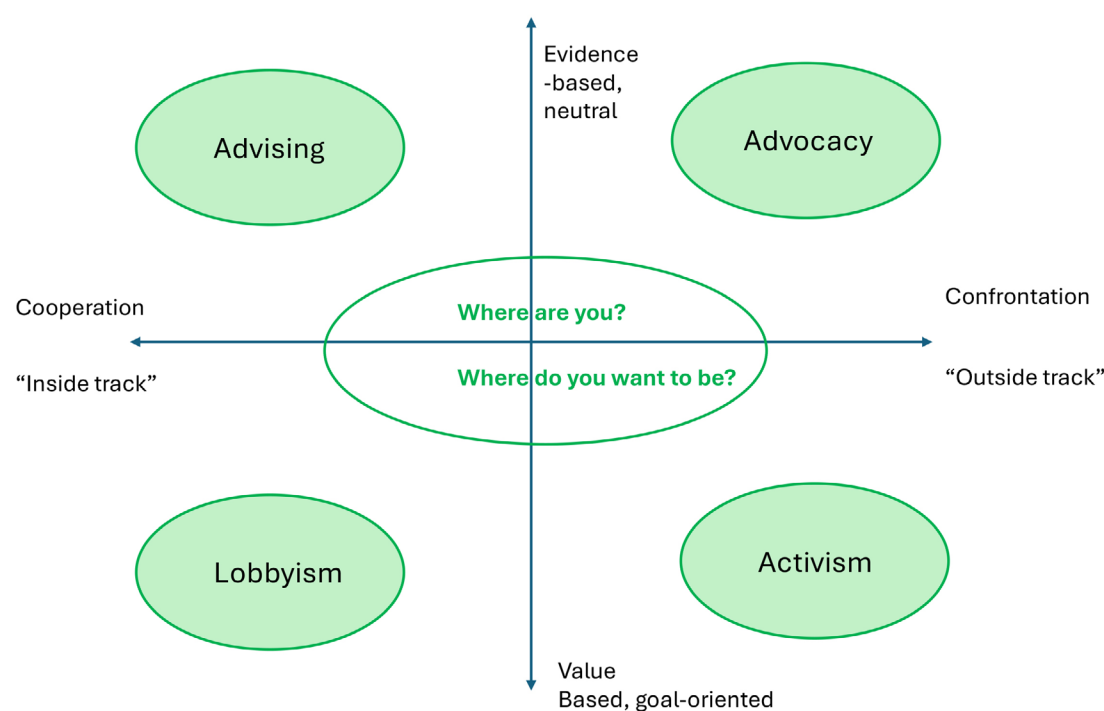 Evidence
-based,
neutral
Advising
Advocacy
Cooperation
Where are you?
Confrontation
"Inside track"
Where do you want to be?
"Outside track"
Lobbyism
Activism
Value
Based, goal-oriented